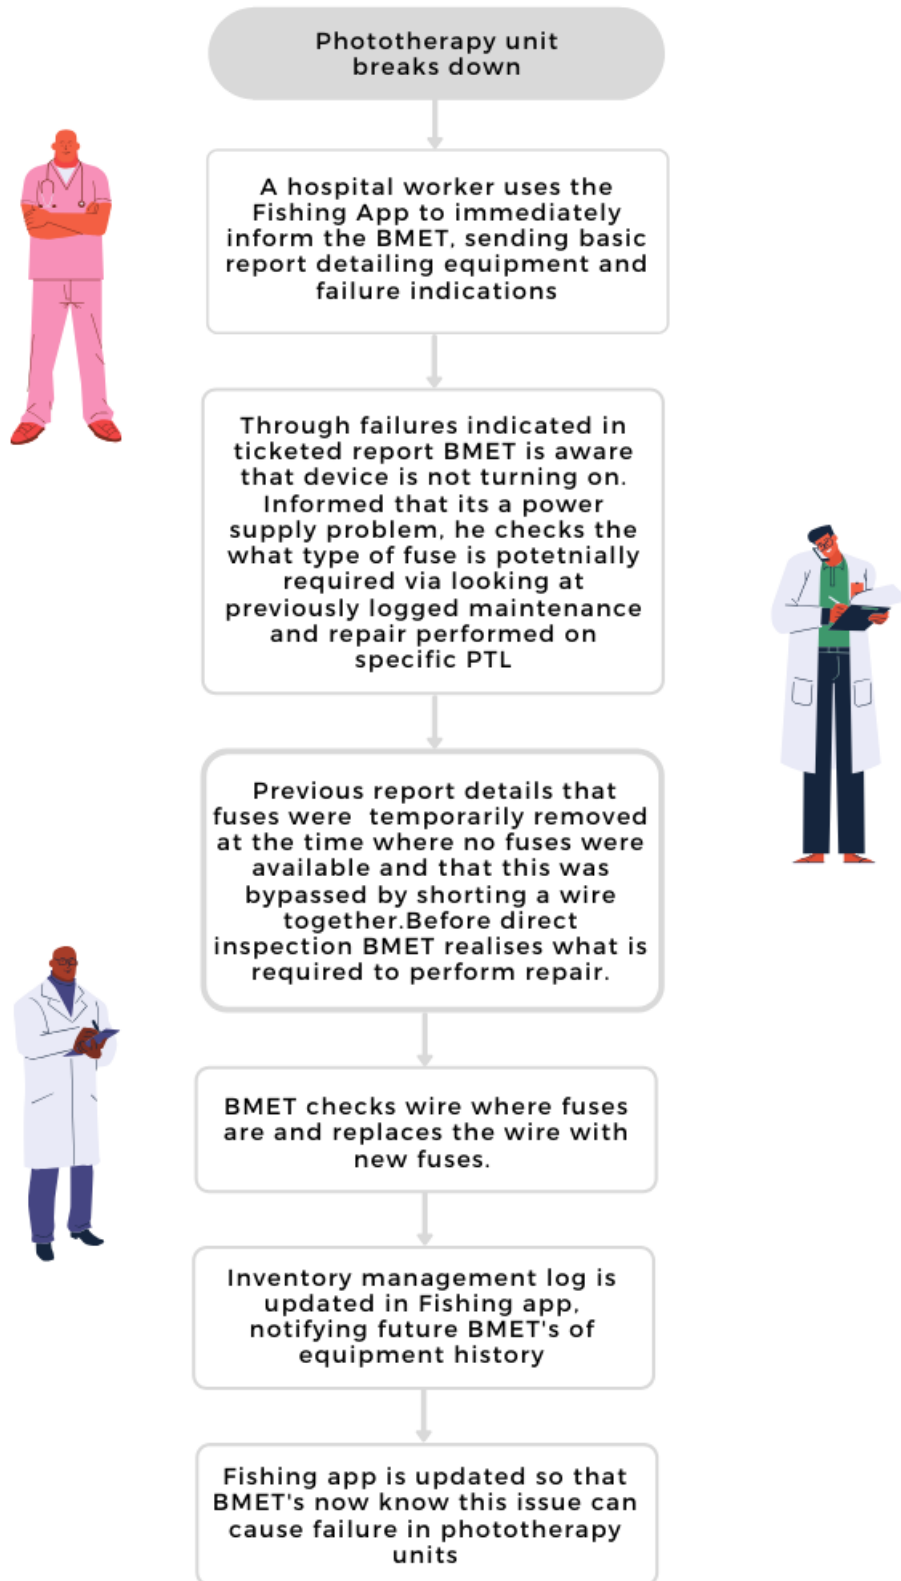 Phototherapy unit
breaks down
A hospital worker uses the
Fishing App to immediately
inform the BMET, sending basic
report detailing equipment and
failure indications
Through failures indicated in
ticketed report BMET is aware
that device is not turning on.
Informed that its a power
supply problem, he checks the
what type of fuse is potetnially
required via looking at
previously logged maintenance
and repair performed on
specific PTL
Previous report details that
fuses were temporarily removed
at the time where no fuses were
available and that this was
bypassed by shorting a wire
together.Before direct
inspection BMET realises what is
required to perform repair.
BMET checks wire where fuses
are and replaces the wire with
new fuses.
Inventory management log is
updated in Fishing app,
notifying future BMET's of
equipment history
Fishing app is updated so that
BMET's now know this issue can
cause failure in phototherapy
units